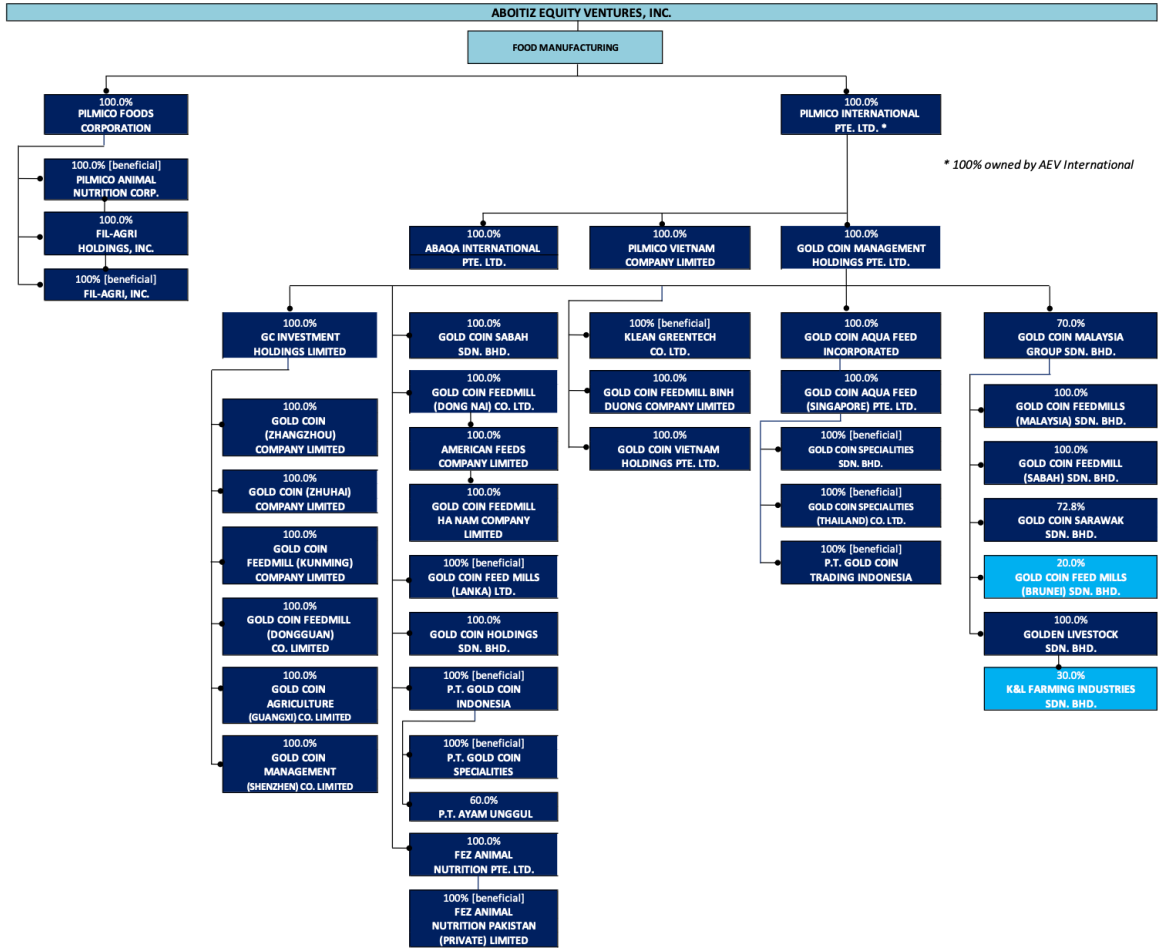 ABOITIZ EQUITY VENTURES, INC.
FOOD MANUFACTURING
100.0%
PILMICO FOODS
CORPORATION
100.0%
PILMICO INTERNATIONAL
PTE. LTD. *
* 100% owned by AEV International
100.0% [beneficial]
PILMICO ANIMAL
NUTRITION CORP.
100.0%
FIL-AGRI
HOLDINGS, INC.
100% [beneficial]
FIL-AGRI, INC.
100.0%
ABAQA INTERNATIONAL
PTE. LTD.
100.0%
PILMICO VIETNAM
COMPANY LIMITED
100.0%
GOLD COIN MANAGEMENT
HOLDINGS PTE. LTD.
100.0%
GC INVESTMENT
HOLDINGS LIMITED
100.0%
GOLD COIN
(ZHANGZHOU)
COMPANY LIMITED
100.0%
GOLD COIN (ZHUHAI)
COMPANY LIMITED
100.0%
GOLD COIN
FEEDMILL (KUNMING)
COMPANY LIMITED
100.0%
GOLD COIN FEEDMILL
(DONGGUAN)
CO. LIMITED
100.0%
GOLD COIN
AGRICULTURE
(GUANGXI) CO. LIMITED
100.0%
GOLD COIN
MANAGEMENT
(SHENZHEN) CO. LIMITED
100.0%
GOLD COIN SABAH
SDN. BHD.
100.0%
GOLD COIN FEEDMILL
(DONG NAI) CO. LTD.
100.0%
AMERICAN FEEDS
COMPANY LIMITED
100.0%
GOLD COIN FEEDMILL
HA NAM COMPANY
LIMITED
100% [beneficial]
GOLD COIN FEED MILLS
(LANKA) LTD.
100.0%
GOLD COIN HOLDINGS
SDN. BHD.
100% [beneficial]
P.T. GOLD COIN
INDONESIA
100% [beneficial]
P.T. GOLD COIN
SPECIALITIES
60.0%
P.T. AYAM UNGGUL
100.0%
FEZ ANIMAL
NUTRITION PTE. LTD.
100% [beneficial]
FEZ ANIMAL
NUTRITION PAKISTAN
(PRIVATE) LIMITED
100% [beneficial]
KLEAN GREENTECH
CO. LTD.
100.0%
GOLD COIN FEEDMILL BINH
DUONG COMPANY LIMITED
100.0%
GOLD COIN VIETNAM
HOLDINGS PTE. LTD.
100.0%
GOLD COIN AQUA FEED
INCORPORATED
100.0%
GOLD COIN AQUA FEED
(SINGAPORE) PTE. LTD.
100% [beneficial]
GOLD COIN SPECIALITIES
SDN. BHD.
100% [beneficial]
GOLD COIN SPECIALITIES
(THAILAND) CO. LTD.
100% [beneficial]
P.T. GOLD COIN
TRADING INDONESIA
70.0%
GOLD COIN MALAYSIA
GROUP SDN. BHD.
100.0%
GOLD COIN FEEDMILLS
(MALAYSIA) SDN. BHD.
100.0%
GOLD COIN FEEDMILL
(SABAH) SDN. BHD.
72.8%
GOLD COIN SARAWAK
SDN. BHD.
20.0%
GOLD COIN FEED MILLS
(BRUNEI) SDN. BHD.
100.0%
GOLDEN LIVESTOCK
SDN. BHD.
30.0%
K&L FARMING INDUSTRIES
SDN. BHD.